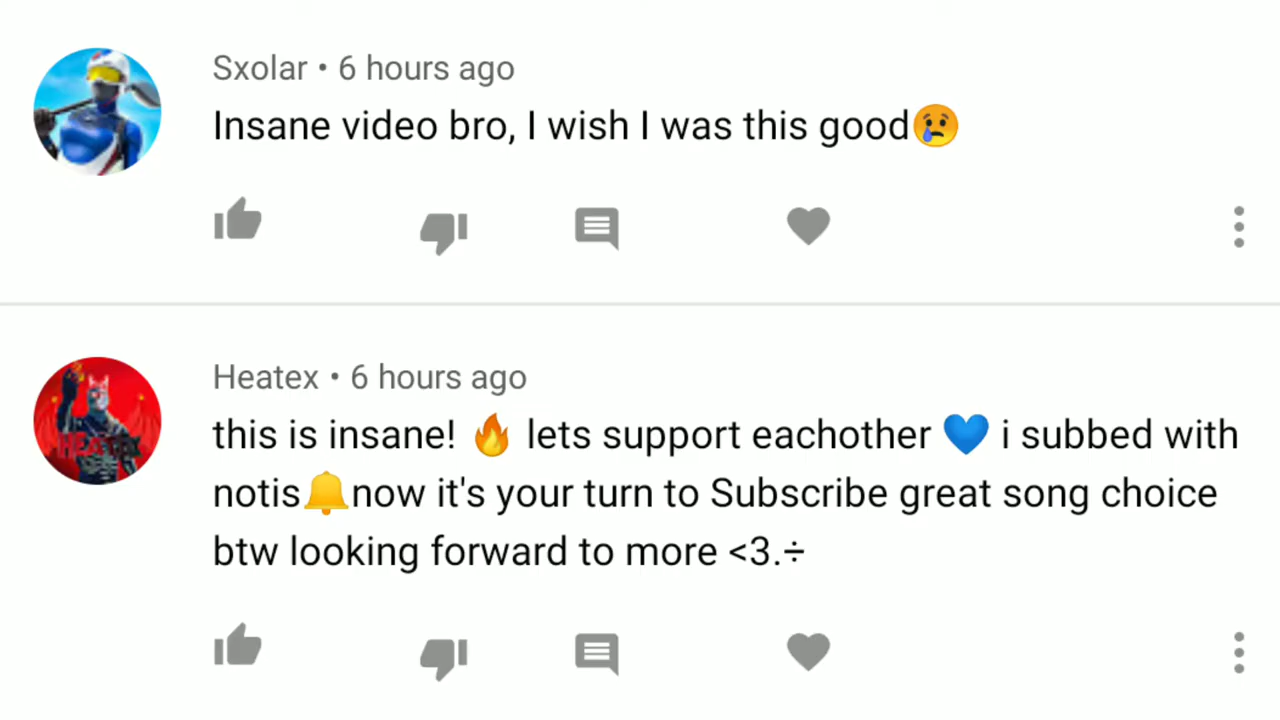 Sxolar • 6 hours ago
Insane video bro, I wish I was this good😢
Heatex • 6 hours ago
this is insane! 🔥 lets support eachother 💙 i subbed with
notis🔔now it's your turn to Subscribe great song choice
btw looking forward to more <3.÷
HEATEX